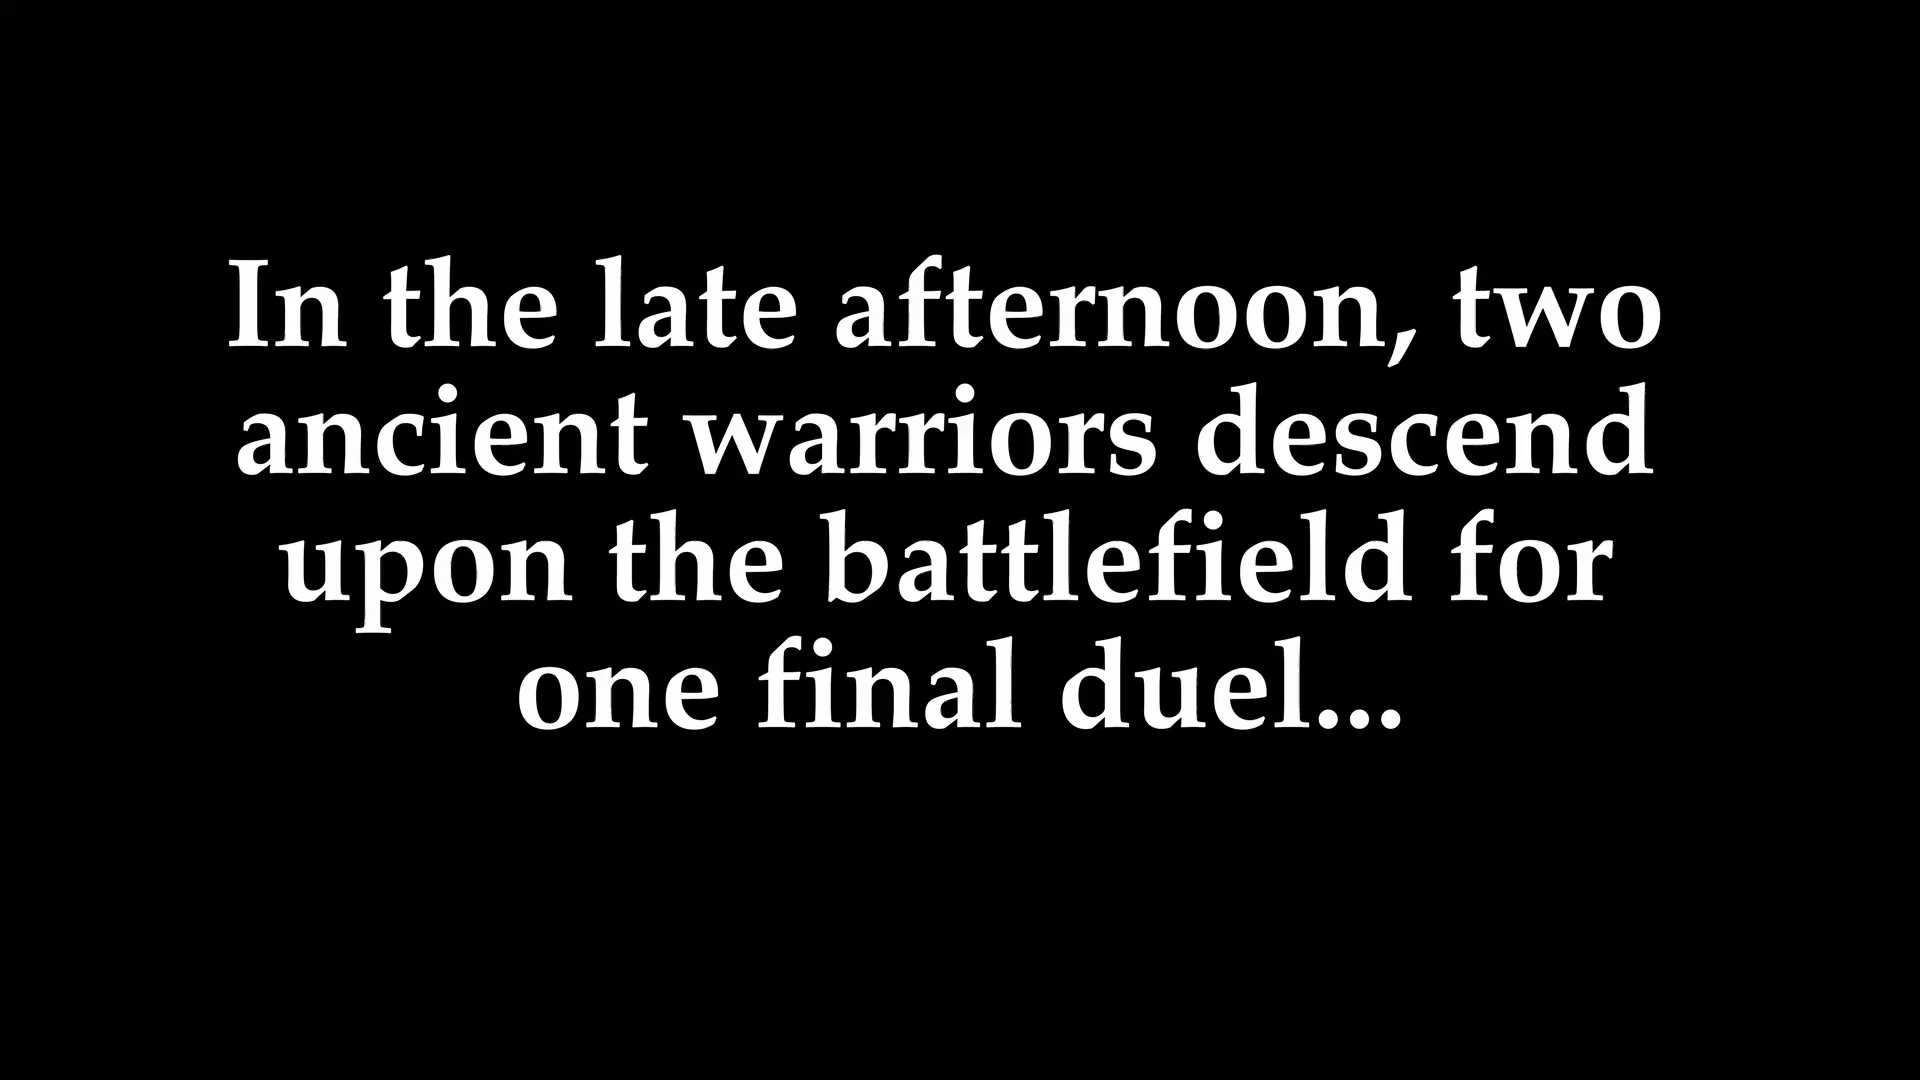 In the late afternoon, two
ancient warriors descend
upon the battlefield for
one final duel...